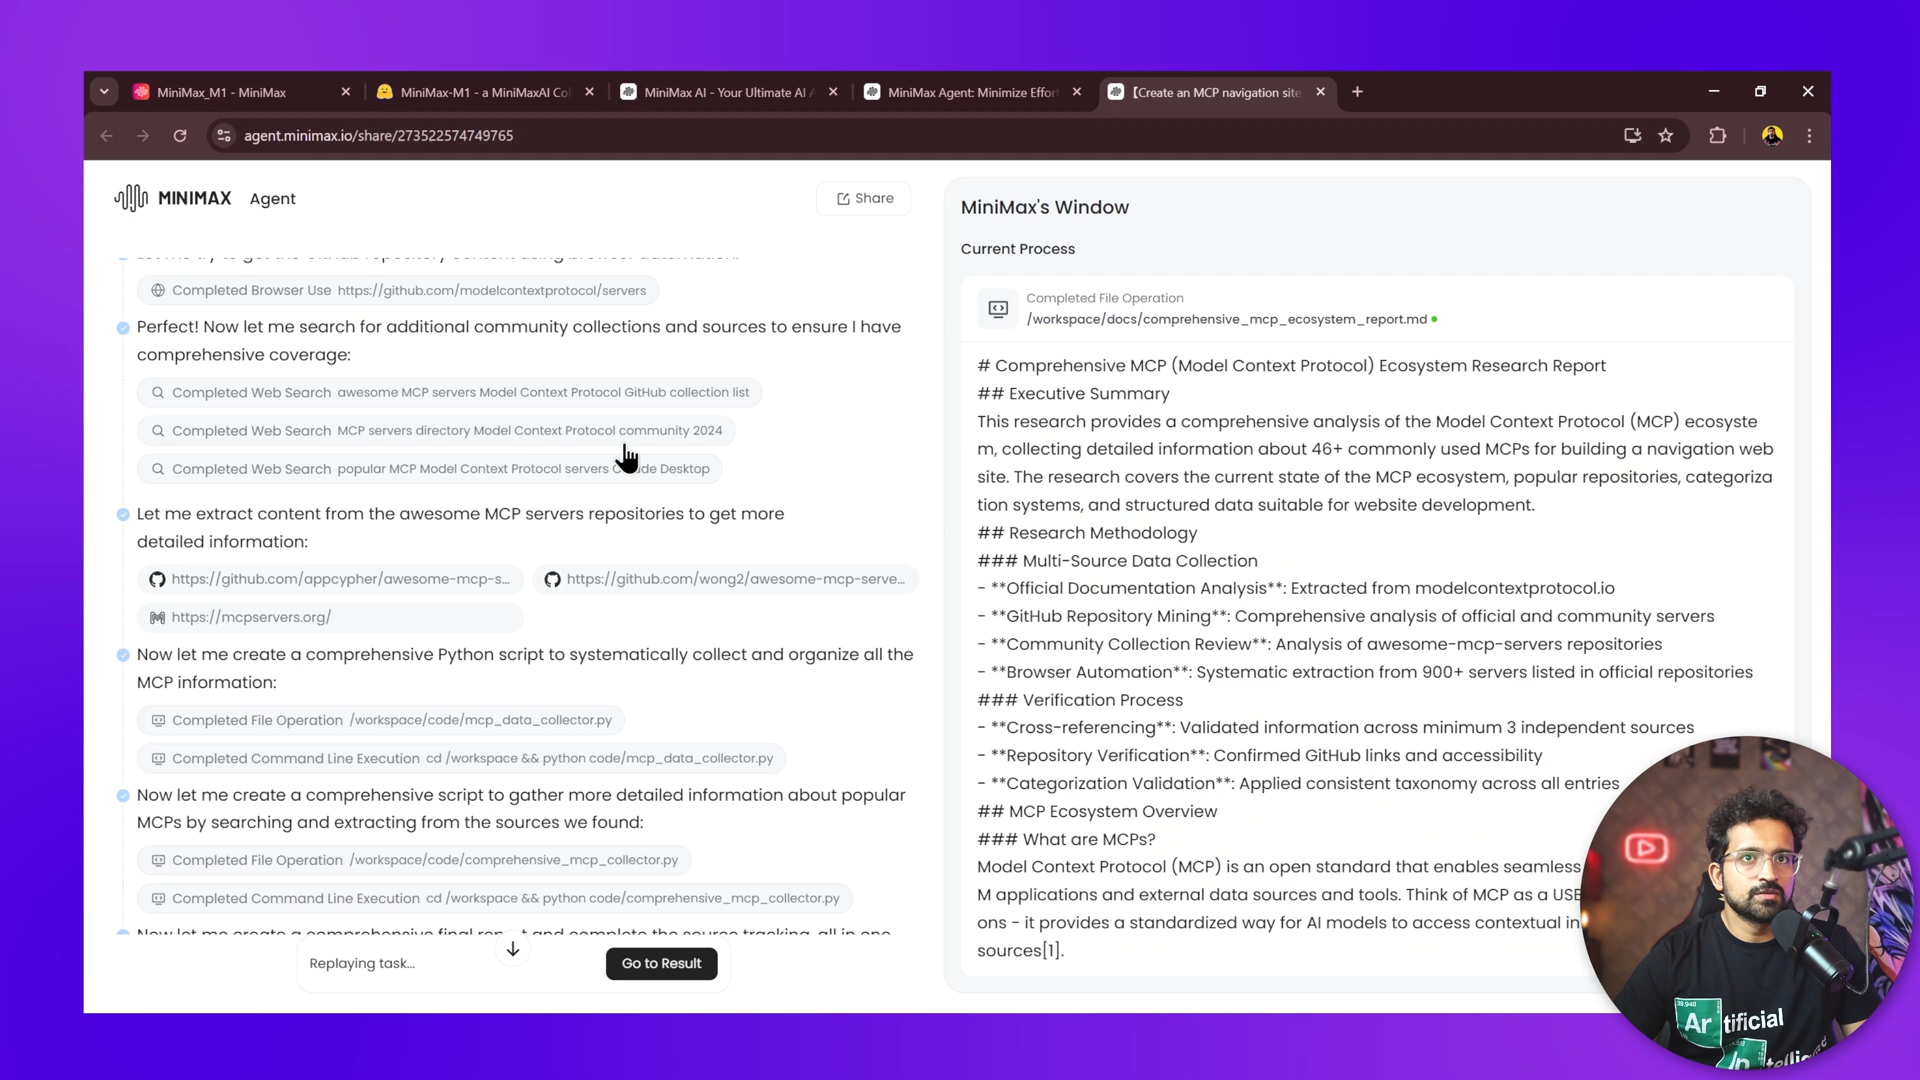 MiniMax_M1 - MiniMax
MiniMax-M1 - a MiniMaxAI Co
MiniMax AI - Your Ultimate AI
MiniMax Agent: Minimize Effor
【Create an MCP navigation site
agent.minimax.io/share/273522574749765
MINIMAX Agent
Share
Completed Browser Use https://github.com/modelcontextprotocol/servers
Perfect! Now let me search for additional community collections and sources to ensure I have
comprehensive coverage:
Completed Web Search awesome MCP servers Model Context Protocol GitHub collection list
Completed Web Search MCP servers directory Model Context Protocol community 2024
Completed Web Search popular MCP Model Context Protocol servers Desktop
Let me extract content from the awesome MCP servers repositories to get more
detailed information:
https://github.com/appcypher/awesome-mcp-s...
https://github.com/wong2/awesome-mcp-serve...
https://mcpservers.org/
Now let me create a comprehensive Python script to systematically collect and organize all the
MCP information:
Completed File Operation /workspace/code/mcp_data_collector.py
Completed Command Line Execution cd /workspace && python code/mcp_data_collector.py
Now let me create a comprehensive script to gather more detailed information about popular
MCPs by searching and extracting from the sources we found:
Completed File Operation /workspace/code/comprehensive_mcp_collector.py
Completed Command Line Execution cd /workspace && python code/comprehensive_mcp_collector.py
Replaying task...
Go to Result
MiniMax's Window
Current Process
Completed File Operation
/workspace/docs/comprehensive_mcp_ecosystem_report.md
# Comprehensive MCP (Model Context Protocol) Ecosystem Research Report
## Executive Summary
This research provides a comprehensive analysis of the Model Context Protocol (MCP) ecosyste
m, collecting detailed information about 46+ commonly used MCPs for building a navigation web
site. The research covers the current state of the MCP ecosystem, popular repositories, categoriza
tion systems, and structured data suitable for website development.
## Research Methodology
### Multi-Source Data Collection
- **Official Documentation Analysis**: Extracted from modelcontextprotocol.io
- **GitHub Repository Mining**: Comprehensive analysis of official and community servers
- **Community Collection Review**: Analysis of awesome-mcp-servers repositories
- **Browser Automation**: Systematic extraction from 900+ servers listed in official repositories
### Verification Process
- **Cross-referencing**: Validated information across minimum 3 independent sources
- **Repository Verification**: Confirmed GitHub links and accessibility
- **Categorization Validation**: Applied consistent taxonomy across all entries
## MCP Ecosystem Overview
### What are MCPs?
Model Context Protocol (MCP) is an open standard that enables seamless
M applications and external data sources and tools. Think of MCP as a USB
ons - it provides a standardized way for AI models to access contextual in
sources[1].
39.948
Ar tificial